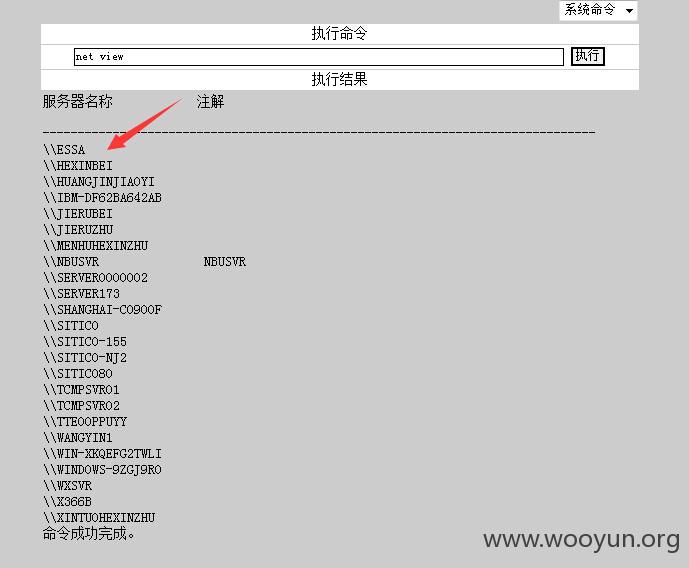 系统命令
执行命令
net view 执行
执行结果
服务器名称 注解
-------------------------------------------------------------------------------
\\ESSA
\\HEXINBEI
\\HUANGJINJIAOYI
\\IBM-DF62BA642AB
\\JIERUBEI
\\JIERUZHU
\\MENHUHEXINZHU
\\NBUSVR NBUSVR
\\SERVER0000002
\\SERVER173
\\SHANGHAI-C0900F
\\SITICO
\\SITICO-155
\\SITICO-NJ2
\\SITICO80
\\TCMPSVR01
\\TCMPSVR02
\\TTEOOPPUYY
\\WANGYIN1
\\WIN-XKQEFG2TWLI
\\WINDOWS-9ZGJ9RO
\\WXSVR
\\X366B
\\XINTUOHEXINZHU
命令成功完成。
www.wooyun.org